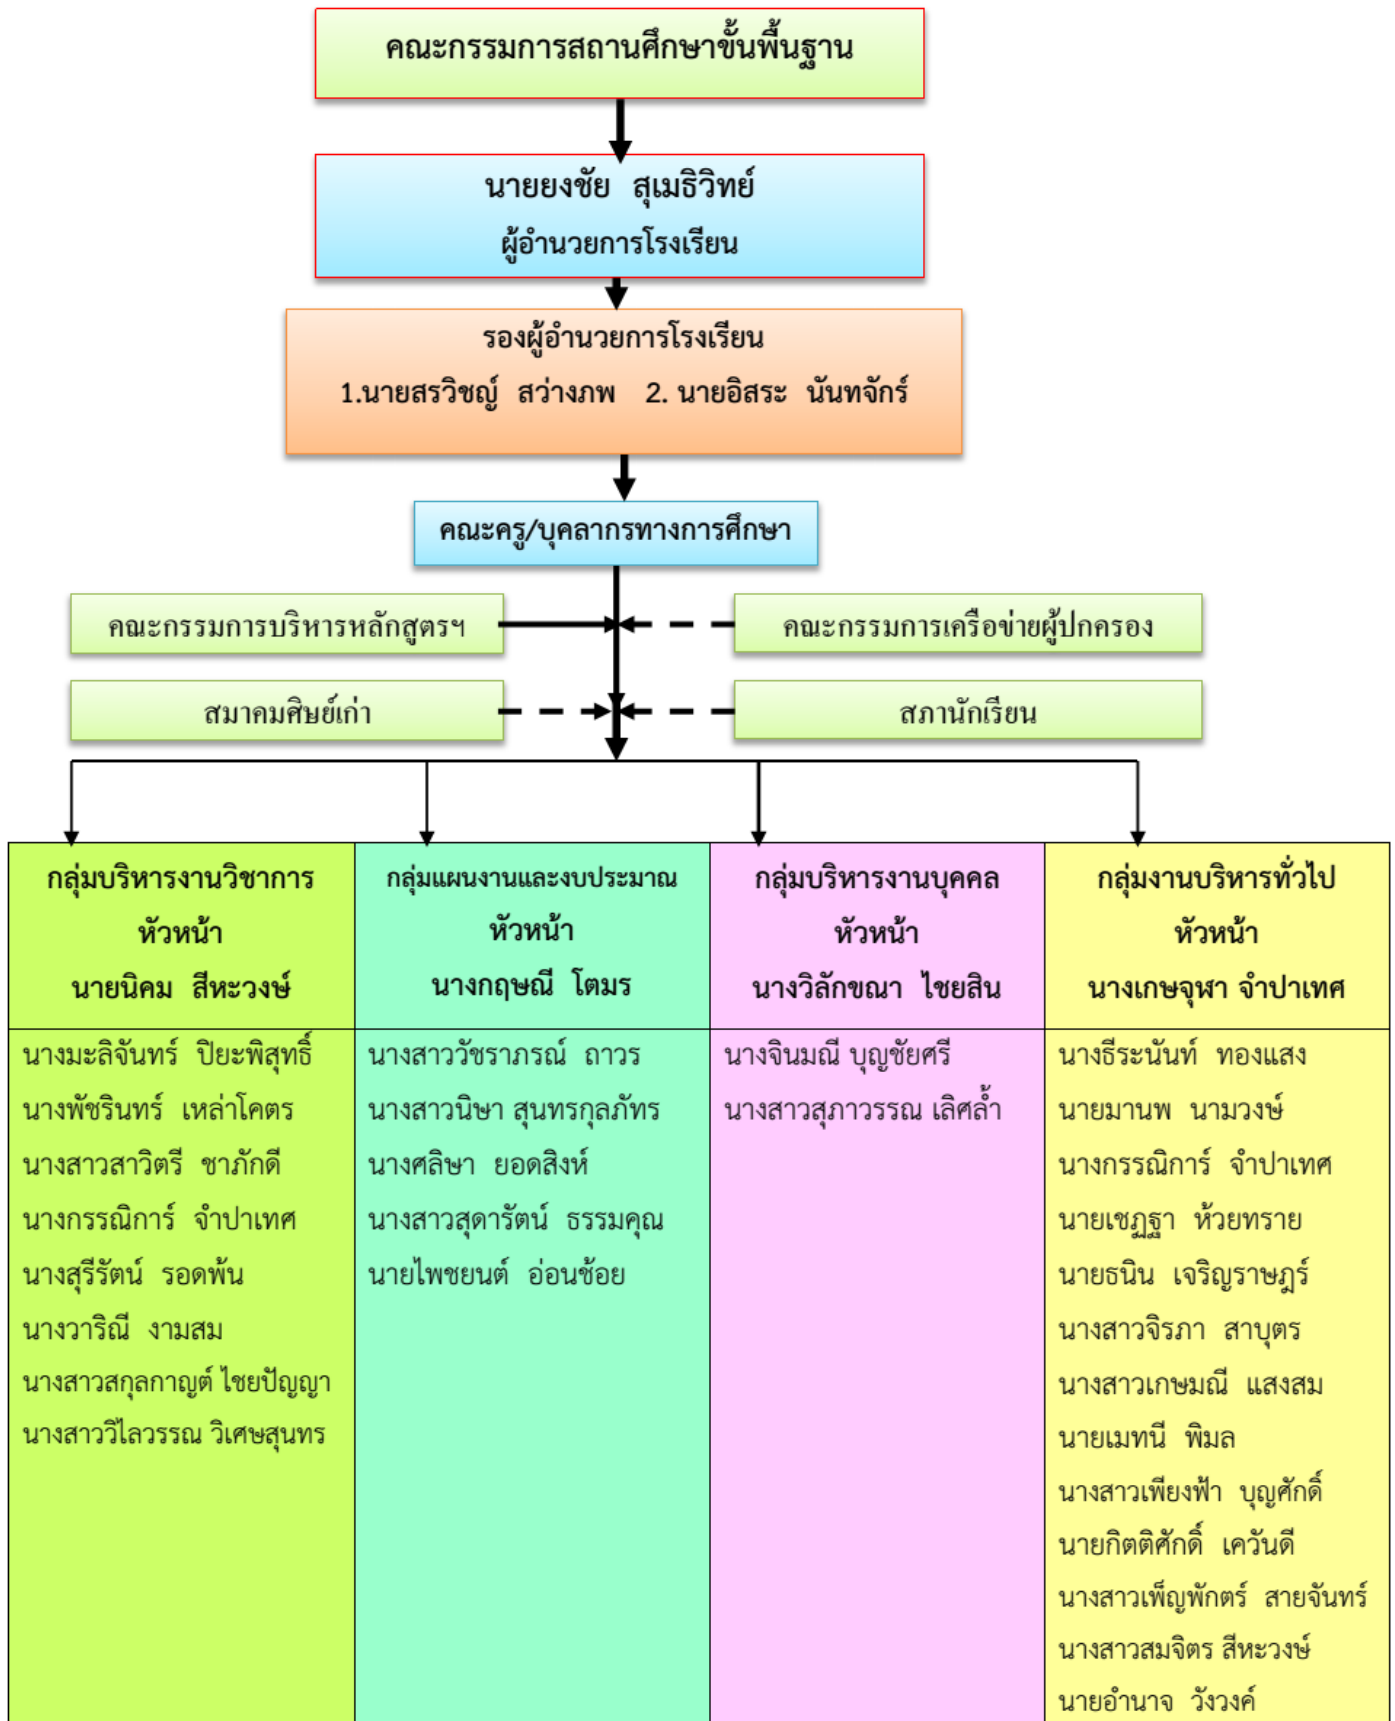 คณะกรรมการสถานศึกษาขั้นพื้นฐาน
นายยงชัย สุเมธิวิทย์
ผู้อำนวยการโรงเรียน
รองผู้อำนวยการโรงเรียน
1.นายสรวิชญ์ สว่างภพ 2. นายอิสระ นันทจักร์
คณะครู/บุคลากรทางการศึกษา
คณะกรรมการบริหารหลักสูตรฯ
คณะกรรมการเครือข่ายผู้ปกครอง
สมาคมศิษย์เก่า
สภานักเรียน
กลุ่มบริหารงานวิชาการ
หัวหน้า
นายนิคม สีหะวงษ์
นางมะลิจันทร์ ปิยะพิสุทธิ์
นางพัชรินทร์ เหล่าโคตร
นางสาวสาวิตรี ชาภักดี
นางกรรณิการ์ จำปาเทศ
นางสุรีรัตน์ รอดพ้น
นางวาริณี งามสม
นางสาวสกุลกาญต์ ไชยปัญญา
นางสาววิไลวรรณ วิเศษสุนทร
กลุ่มแผนงานและงบประมาณ
หัวหน้า
นางกฤษณี โตมร
นางสาววัชราภรณ์ ถาวร
นางสาวนิษา สุนทรกุลภัทร
นางศลิษา ยอดสิงห์
นางสาวสุดารัตน์ ธรรมคุณ
นายไพชยนต์ อ่อนช้อย
กลุ่มบริหารงานบุคคล
หัวหน้า
นางวิลักขณา ไชยสิน
นางจินมณี บุญชัยศรี
นางสาวสุภาวรรณ เลิศล้ำ
กลุ่มงานบริหารทั่วไป
หัวหน้า
นางเกษจุฬา จำปาเทศ
นางธีระนันท์ ทองแสง
นายมานพ นามวงษ์
นางกรรณิการ์ จำปาเทศ
นายเชฏฐา ห้วยทราย
นายธนิน เจริญราษฎร์
นางสาวจิรภา สาบุตร
นางสาวเกษมณี แสงสม
นายเมทนี พิมล
นางสาวเพียงฟ้า บุญศักดิ์
นายกิตติศักดิ์ เควันดี
นางสาวเพ็ญพักตร์ สายจันทร์
นางสาวสมจิตร สีหะวงษ์
นายอำนาจ วังวงค์